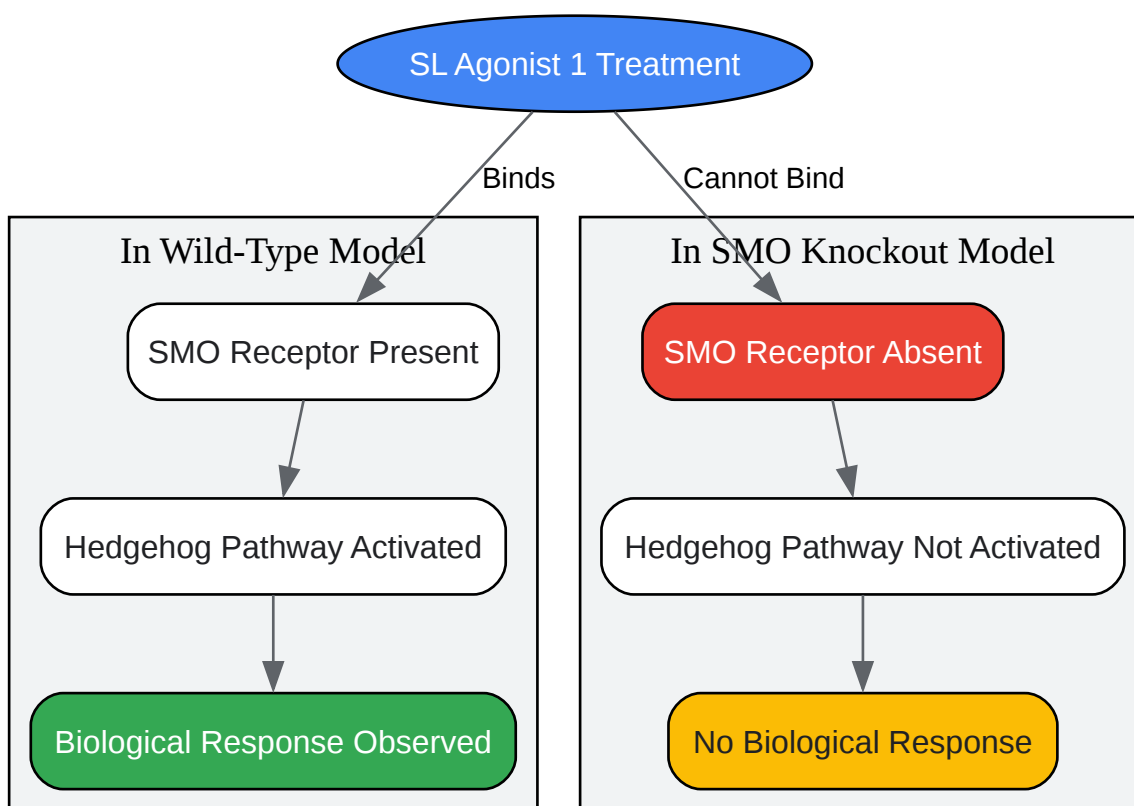 SL Agonist 1 Treatment
Binds
Cannot Bind
In Wild-Type Model
In SMO Knockout Model
SMO Receptor Present
SMO Receptor Absent
Hedgehog Pathway Activated
Hedgehog Pathway Not Activated
Biological Response Observed
No Biological Response